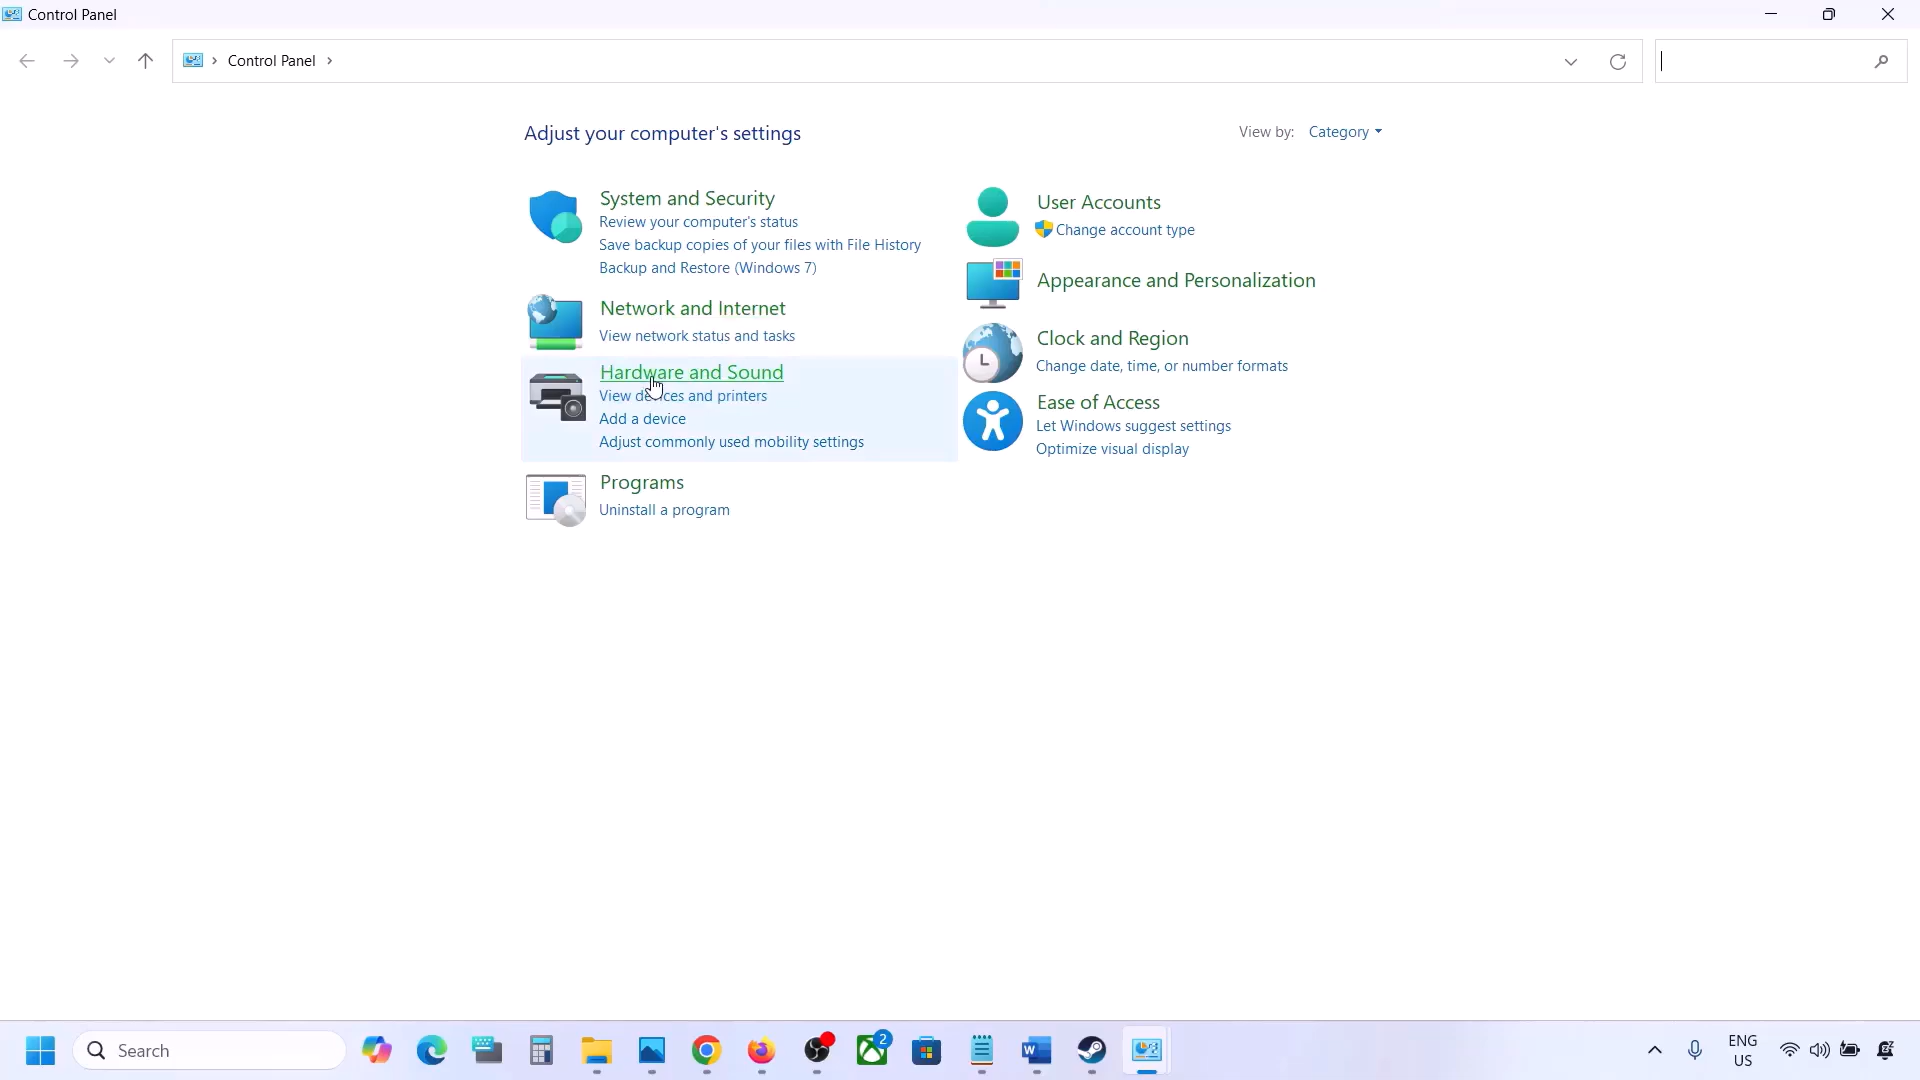 Control Panel
Control Panel
Adjust your computer's settings
View by: Category
System and Security
Review your computer's status
Save backup copies of your files with File History
Backup and Restore (Windows 7)
Network and Internet
View network status and tasks
Hardware and Sound
View devices and printers
Add a device
Adjust commonly used mobility settings
Programs
Uninstall a program
User Accounts
Change account type
Appearance and Personalization
Clock and Region
Change date, time, or number formats
Ease of Access
Let Windows suggest settings
Optimize visual display
Search
2
ENG
US